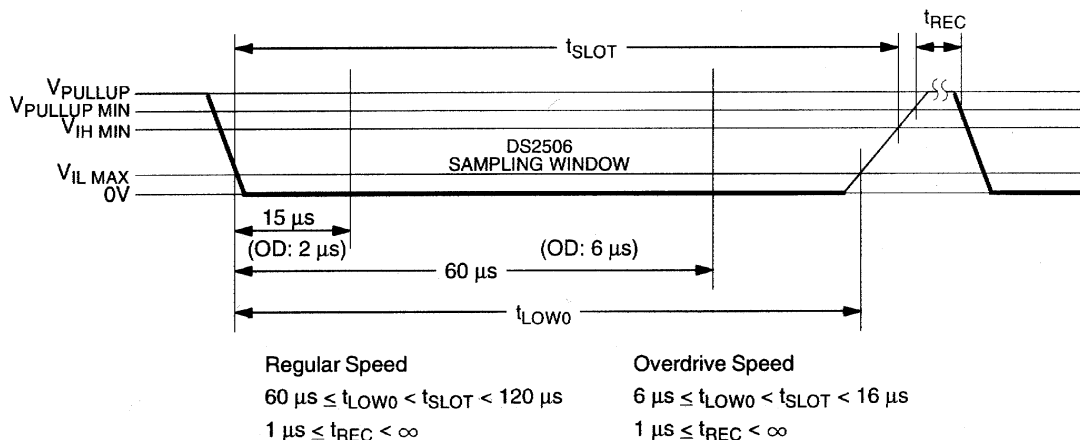 tREC
tSLOT
VPULLUP
VPULLUP MIN
VIH MIN
DS2506
SAMPLING WINDOW
VIL MAX
0V
15 μs
(OD: 2 μs)
(OD: 6 μs)
60 μs
tLOW0
Regular Speed
Overdrive Speed
60 μs ≤ tLOW0 < tSLOT < 120 μs
6 μs ≤ tLOW0 < tSLOT < 16 μs
1 μs ≤ tREC < ∞
1 μs ≤ tREC < ∞